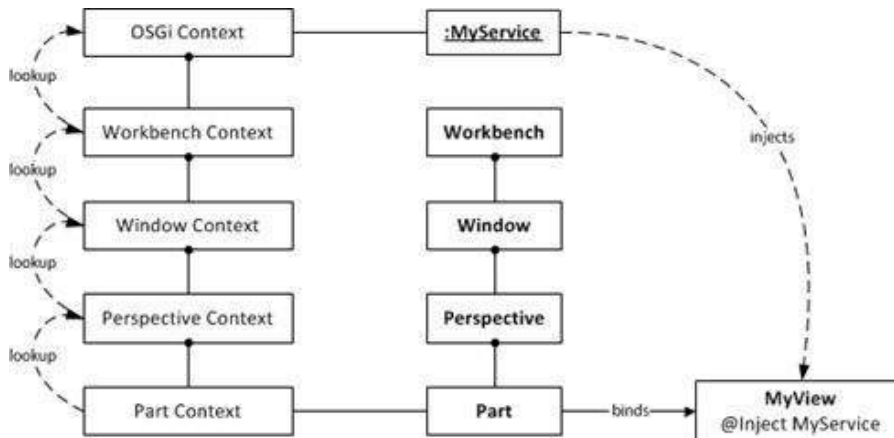 OSGi Context
:MyService
lookup
injects
Workbench Context
Workbench
lookup
Window Context
Window
lookup
Perspective Context
Perspective
lookup
Part Context
Part
binds
MyView
@Inject MyService